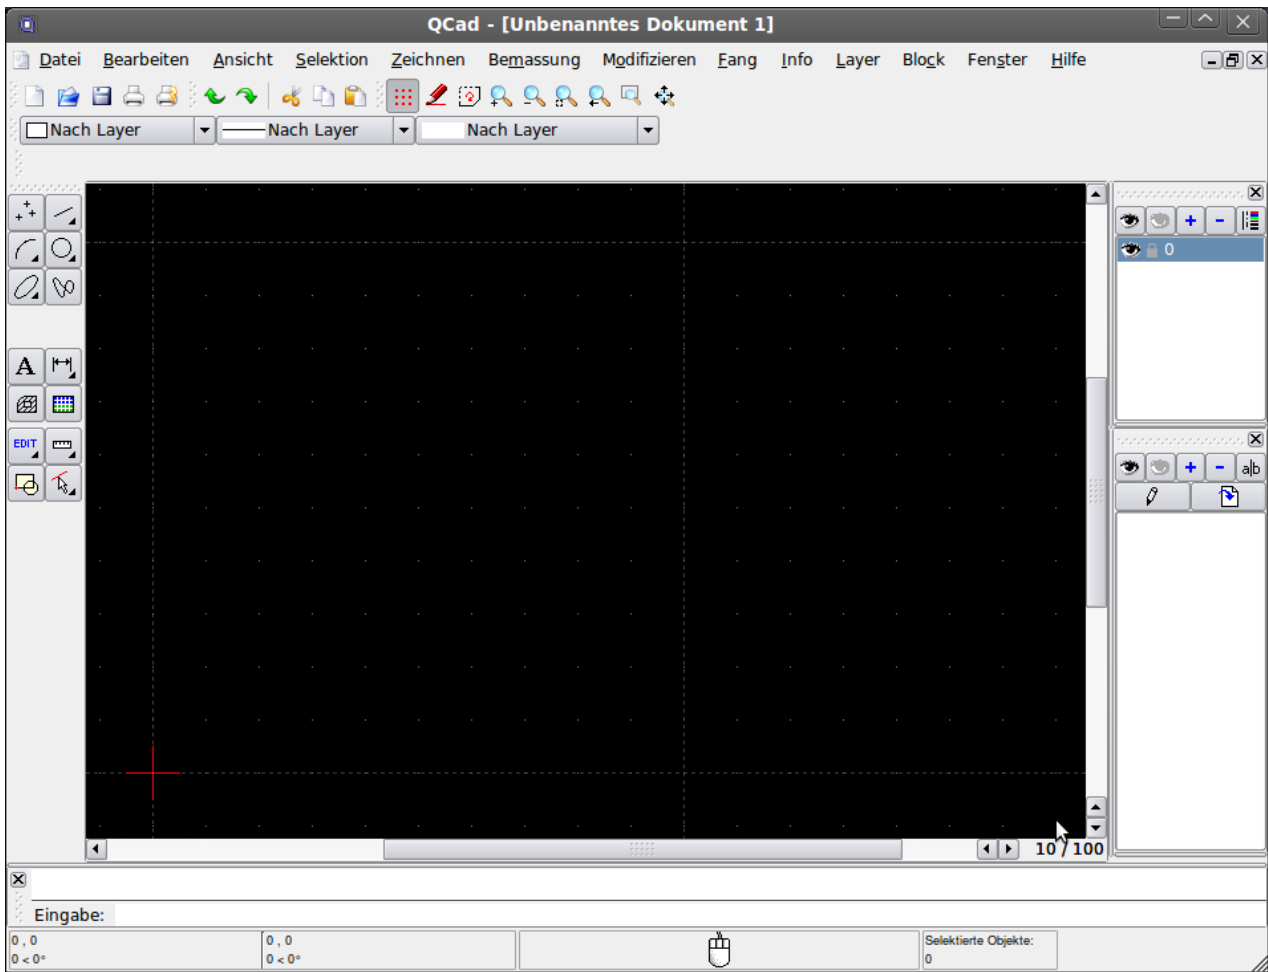 QCad - [Unbenanntes Dokument 1]
Datei Bearbeiten Ansicht Selektion Zeichnen Bemassung Modifizieren Fang Info Layer Block Fenster Hilfe
Nach Layer Nach Layer Nach Layer
0
A
EDIT
a|b
10 / 100
Eingabe:
0 , 0 0 , 0 Selektierte Objekte:
0 < 0° 0 < 0° 0